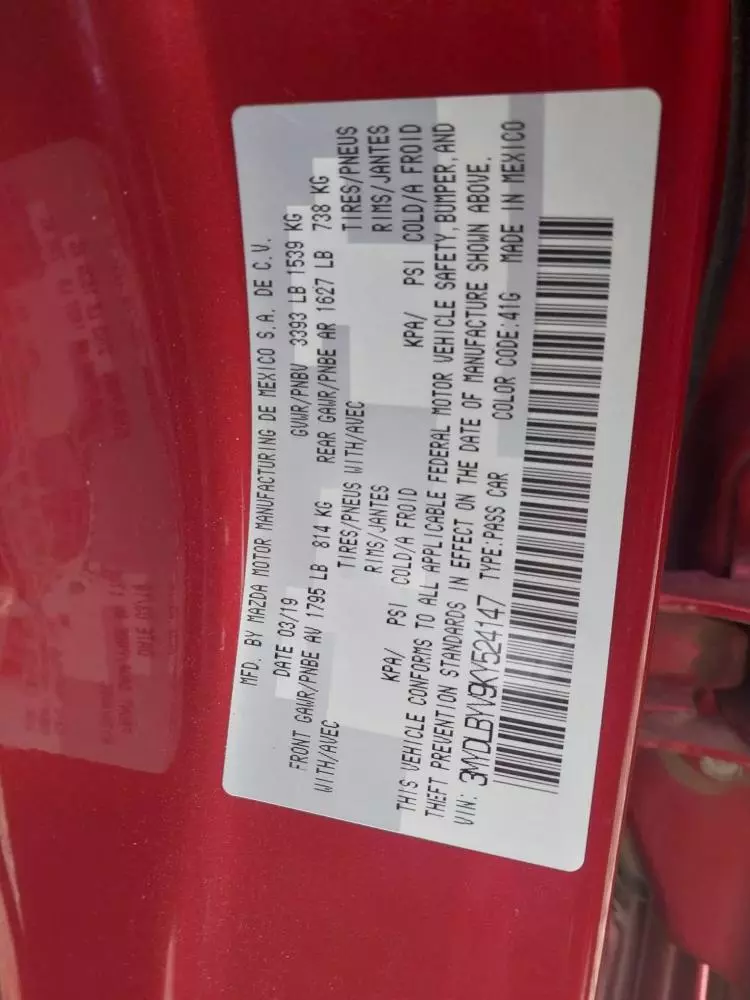 MFD. BY MAZDA MOTOR MANUFACTURING DE MEXICO S.A. DE C.V.
DATE 03/19 GVWR/PNBV 3393 LB 1539 KG
FRONT GAWR/PNBE AV 1795 LB 814 KG REAR GAWR/PNBE AR 1627 LB 738 KG
WITH/AVEC TIRES/PNEUS WITH/AVEC TIRES/PNEUS
RIMS/JANTES RIMS/JANTES
KPA/ PSI COLD/A FROID KPA/ PSI COLD/A FROID
THIS VEHICLE CONFORMS TO ALL APPLICABLE FEDERAL MOTOR VEHICLE SAFETY, BUMPER, AND
THEFT PREVENTION STANDARDS IN EFFECT ON THE DATE OF MANUFACTURE SHOWN ABOVE.
VIN: 3MYDLBYV9KY524147 TYPE:PASS CAR COLOR CODE:41G MADE IN MEXICO